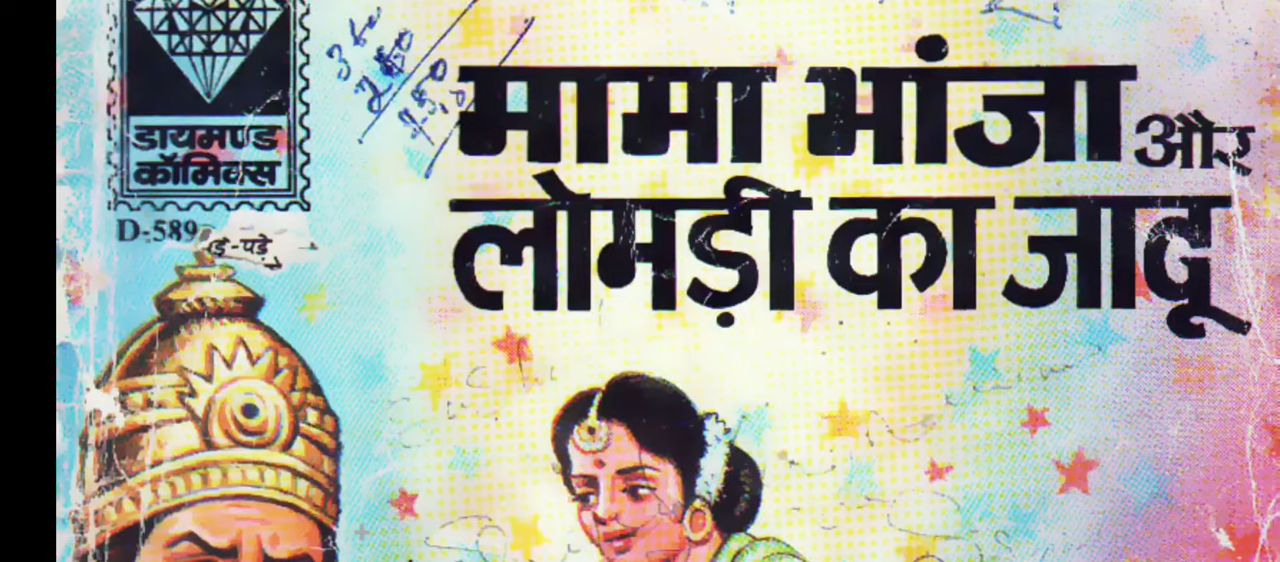 डायमण्ड
कॉमिक्स
D-589
मामा भांजा और
लोमड़ी का जादू